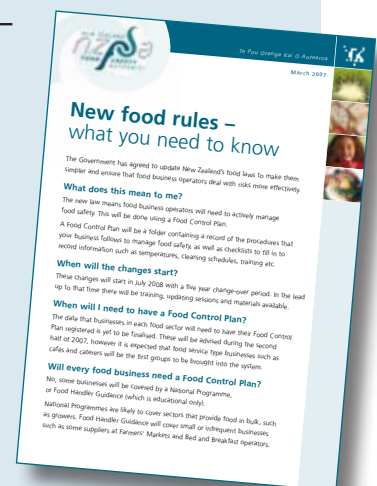 NEW ZEALAND
nzfsa
FOOD SAFETY
AUTHORITY
Te Pou Oranga Kai O Aotearoa
March 2007
New food rules –
what you need to know
The Government has agreed to update New Zealand's food laws to make them
simpler and ensure that food business operators deal with risks more effectively.
What does this mean to me?
The new law means food business operators will need to actively manage
food safety. This will be done using a Food Control Plan.
A Food Control Plan will be a folder containing a record of the procedures that
your business follows to manage food safety, as well as checklists to fill in to
record information such as temperatures, cleaning schedules, training etc.
When will the changes start?
These changes will start in July 2008 with a five year change-over period. In the lead
up to that time there will be training, updating sessions and materials available.
When will I need to have a Food Control Plan?
The date that businesses in each food sector will need to have their Food Control
Plan registered is yet to be finalised. These will be advised during the second
half of 2007, however it is expected that food service type businesses such as
cafés and caterers will be the first groups to be brought into the system.
Will every food business need a Food Control Plan?
No, some businesses will be covered by a National Programme,
or Food Handler Guidance (which is educational only):
National Programmes are likely to cover sectors that provide food in bulk, such
as growers. Food Handler Guidance will cover small or infrequent businesses
such as some suppliers at Farmers' Markets and Bed and Breakfast operators.